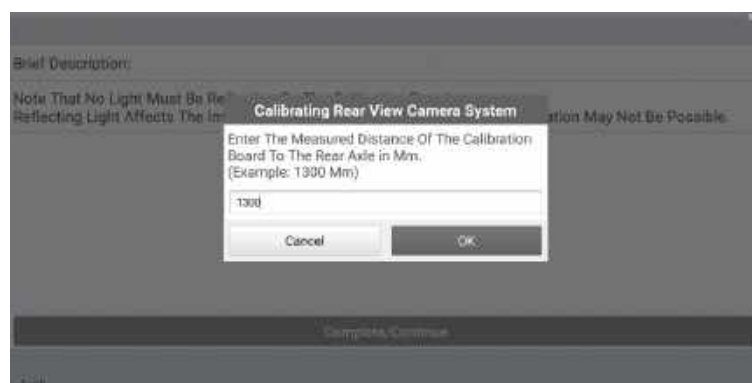 Brief Description:
Note That No Light Must Be
Reflecting Light Affects The
ation May Not Be Possible.
Calibrating Rear View Camera System
Enter The Measured Distance Of The Calibration
Board To The Rear Axle in Mm.
(Example: 1300 Mm)
1300
Cancel
OK
Complete/Continue